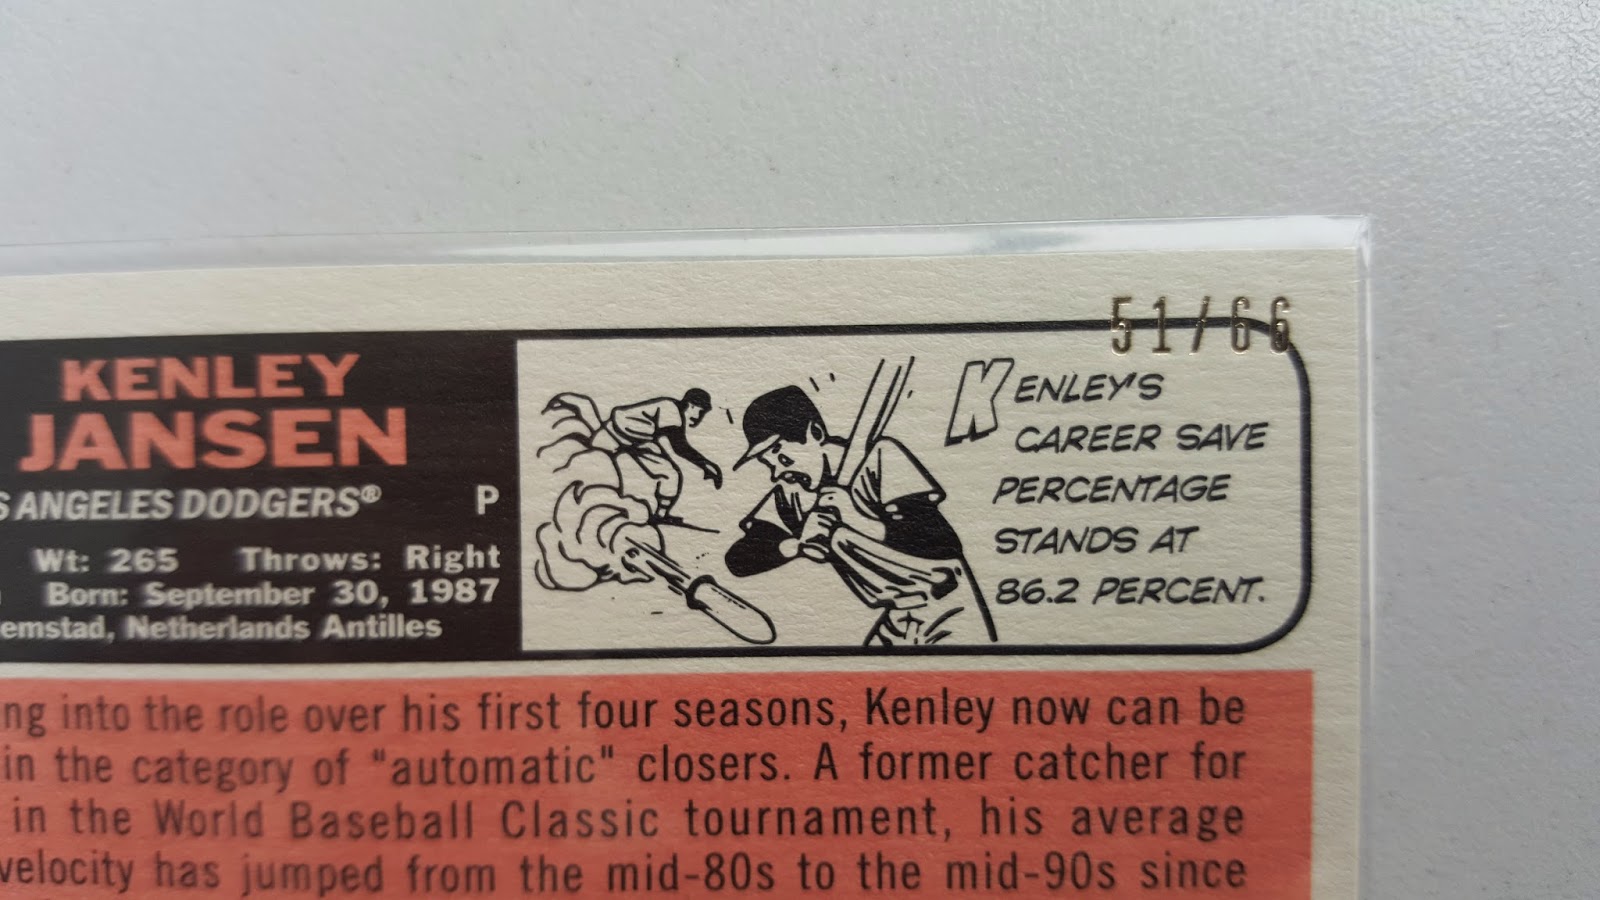 51/66
KENLEY
JANSEN
S ANGELES DODGERS® P
Wt: 265 Throws: Right
Born: September 30, 1987
emstad, Netherlands Antilles
KENLEY'S
CAREER SAVE
PERCENTAGE
STANDS AT
86.2 PERCENT.
ng into the role over his first four seasons, Kenley now can be
in the category of "automatic" closers. A former catcher for
in the World Baseball Classic tournament, his average
velocity has jumped from the mid-80s to the mid-90s since